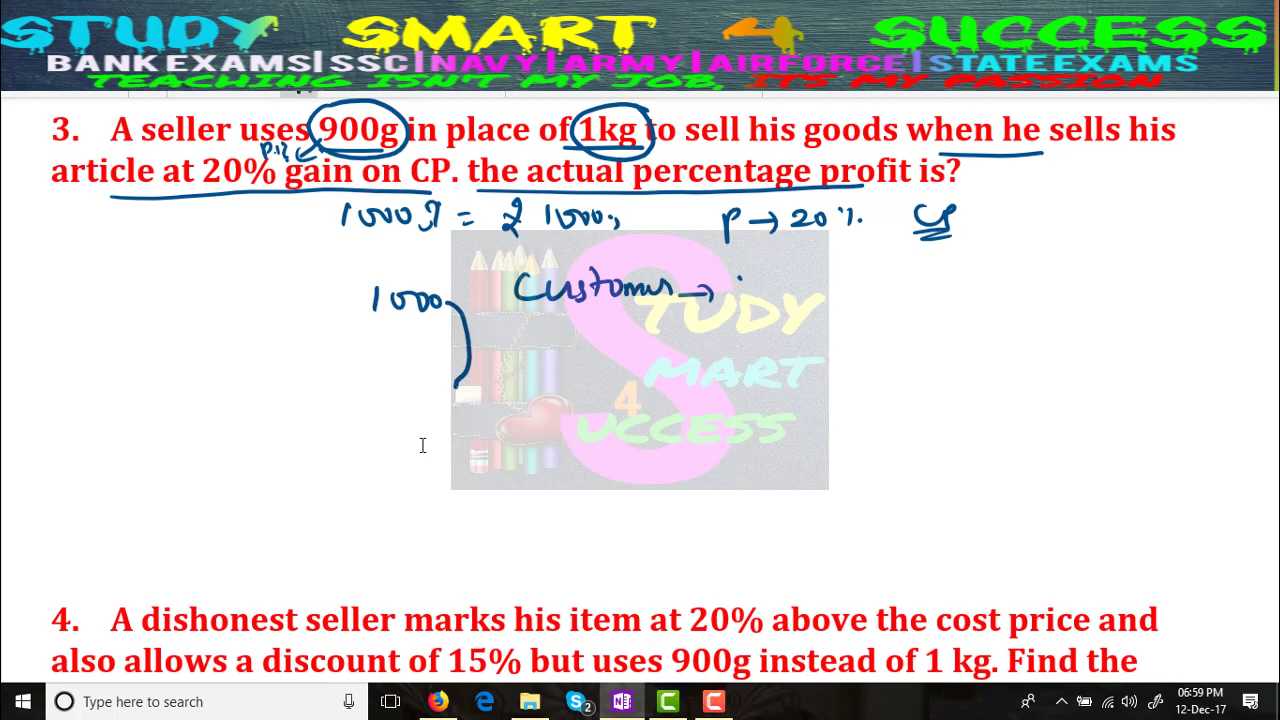 STUDY SMART 4 SUCCESS
BANK EXAMS|SSC|NAVY|ARMY|AIRFORCE|STATE EXAMS
TEACHING ISN'T MY JOB, IT'S MY PASSION
3. A seller uses 900g in place of 1kg to sell his goods when he sells his
article at 20% gain on CP. the actual percentage profit is?
1000g = ₹ 1000 P → 20% CP
1000 Customer →
STUDY
MART
4
UCCESS
4. A dishonest seller marks his item at 20% above the cost price and
also allows a discount of 15% but uses 900g instead of 1 kg. Find the
Type here to search
2
06:59 PM
12-Dec-17